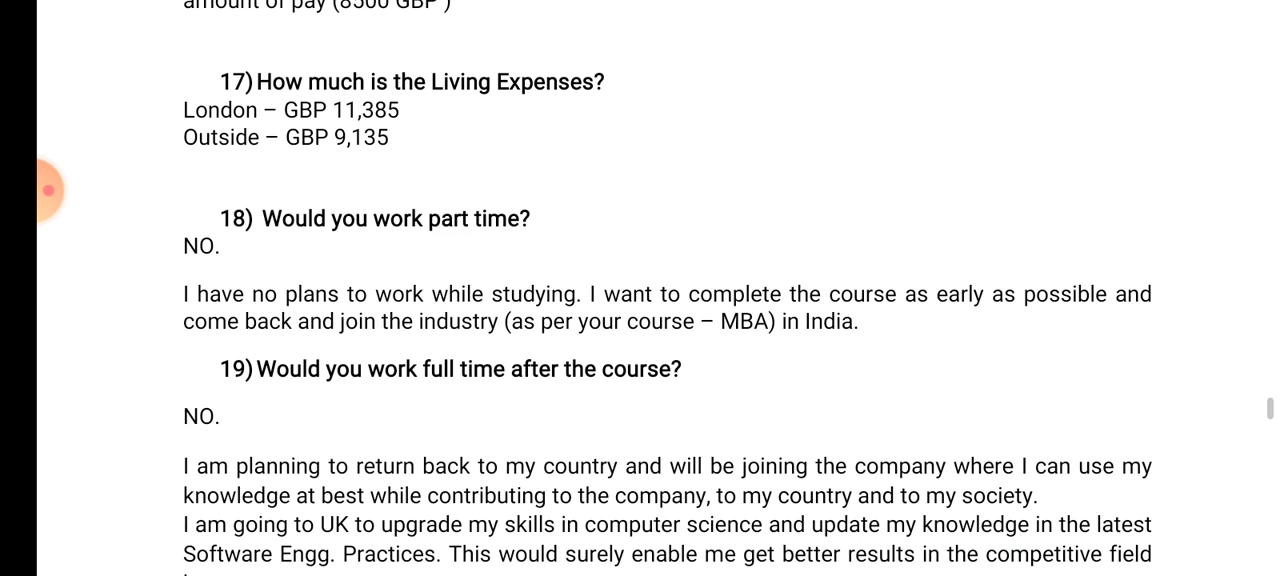 amount of pay (8500 GBP )
17) How much is the Living Expenses?
London – GBP 11,385
Outside – GBP 9,135
18) Would you work part time?
NO.
I have no plans to work while studying. I want to complete the course as early as possible and
come back and join the industry (as per your course – MBA) in India.
19) Would you work full time after the course?
NO.
I am planning to return back to my country and will be joining the company where I can use my
knowledge at best while contributing to the company, to my country and to my society.
I am going to UK to upgrade my skills in computer science and update my knowledge in the latest
Software Engg. Practices. This would surely enable me get better results in the competitive field